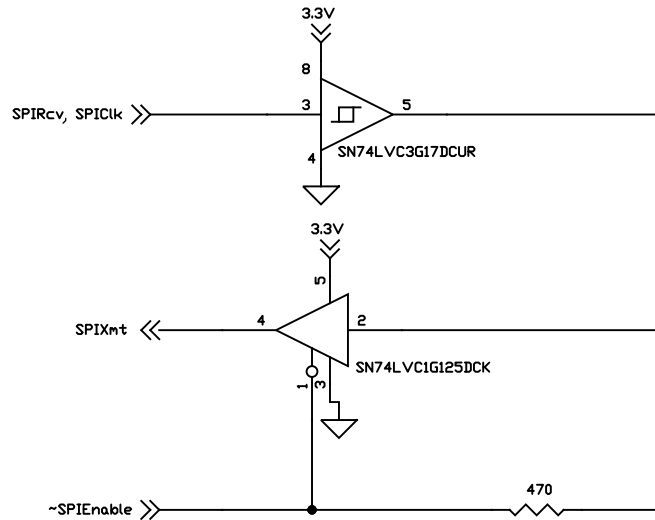 3.3V
8
SPIRcv, SPIClk
3
5
4
SN74LVC3G17DCUR
3.3V
5
4
2
SPIXmt
SN74LVC1G125DCK
1
3
470
~SPIEnable